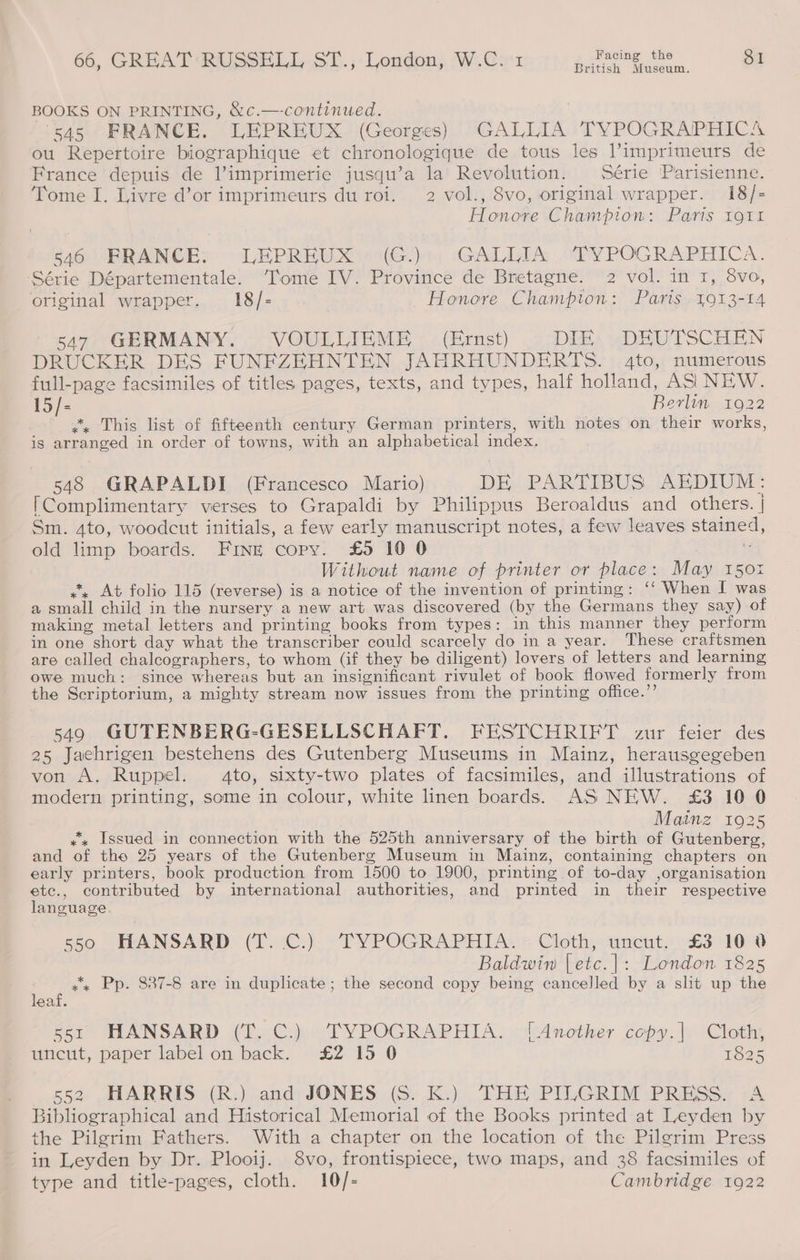 66, GREAT RUSSELL ST., London, W.C. 1 Facing the British Museum. 81
BOOKS ON PRINTING, &c.—continued.
545 FRANCE. LEPREUX (Georges) GALLIA TYPOGRAPHICA
ou Repertoire biographique et chronologique de tous les l’imprimeurs de
France depuis de l’imprimerie jusqu’a la Revolution. Série Parisienne.
Tome I. Livre d’or imprimeurs du roi. 2 vol., 8vo, original wrapper. 18/-
Honore Champion: Paris 1911
546 FRANCE. LEPREUX (G.) GALLIA TYPOGRAPHICA.
Série Départementale. Tome IV. Province de Bretagne. 2 vol. in 1, 8vo,
original wrapper. 18/- Honore Champion: Paris 1913-14
547 GERMANY. VOULLIEME (Ernst) DIE DEUTSCHEN
DRUCKER DES FUNFZEHNTEN JAHRHUNDERTS. 4to, numerous
full-page facsimiles of titles pages, texts, and types, half holland, AS NEW.
15/- Berlin 1922
*** This list of fifteenth century German printers, with notes on their works,
is arranged in order of towns, with an alphabetical index.
548 GRAPALDI (Francesco Mario) DE PARTIBUS AEDIUM:
[Complimentary verses to Grapaldi by Philippus Beroaldus and others.]
Sm. 4to, woodcut initials, a few early manuscript notes, a few leaves stained,
old limp boards. FINE COPY. £5 10 0
Without name of printer or place: May 1501
*** At folio 115 (reverse) is a notice of the invention of printing: “ When I was
a small child in the nursery a new art was discovered (by the Germans they say) of
making metal letters and printing books from types: in this manner they perform
in one short day what the transcriber could scarcely do in a year. These craftsmen
are called chalcographers, to whom (if they be diligent) lovers of letters and learning
owe much: since whereas but an insignificant rivulet of book flowed formerly from
the Scriptorium, a mighty stream now issues from the printing office.”
549 GUTENBERG-GESELLSCHAFT. FESTCHRIFT zur feier des
25 Jaehrigen bestehens des Gutenberg Museums in Mainz, herausgegeben
von A. Ruppel. 4to, sixty-two plates of facsimiles, and illustrations of
modern printing, some in colour, white linen boards. AS NEW. £3 10 0
Mainz 1925
*** Issued in connection with the 525th anniversary of the birth of Gutenberg,
and of the 25 years of the Gutenberg Museum in Mainz, containing chapters on
early printers, book production from 1500 to 1900, printing of to-day ,organisation
etc., contributed by international authorities, and printed in their respective
language.
550 HANSARD (T. C.) TYPOGRAPHIA. Cloth, uncut. £3 10 0
Baldwin [etc.]: London 1825
*** Pp. 837-8 are in duplicate; the second copy being cancelled by a slit up the
leaf.
551 HANSARD (T. C.) TYPOGRAPHIA. [Another copy.] Cloth,
uncut, paper label on back. £2 15 0 1825
552 HARRIS (R.) and JONES (S. K.) THE PILGRIM PRESS. A
Bibliographical and Historical Memorial of the Books printed at Leyden by
the Pilgrim Fathers. With a chapter on the location of the Pilgrim Press
in Leyden by Dr. Plooij. 8vo, frontispiece, two maps, and 38 facsimiles of
type and title-pages, cloth. 10/- Cambridge 1922